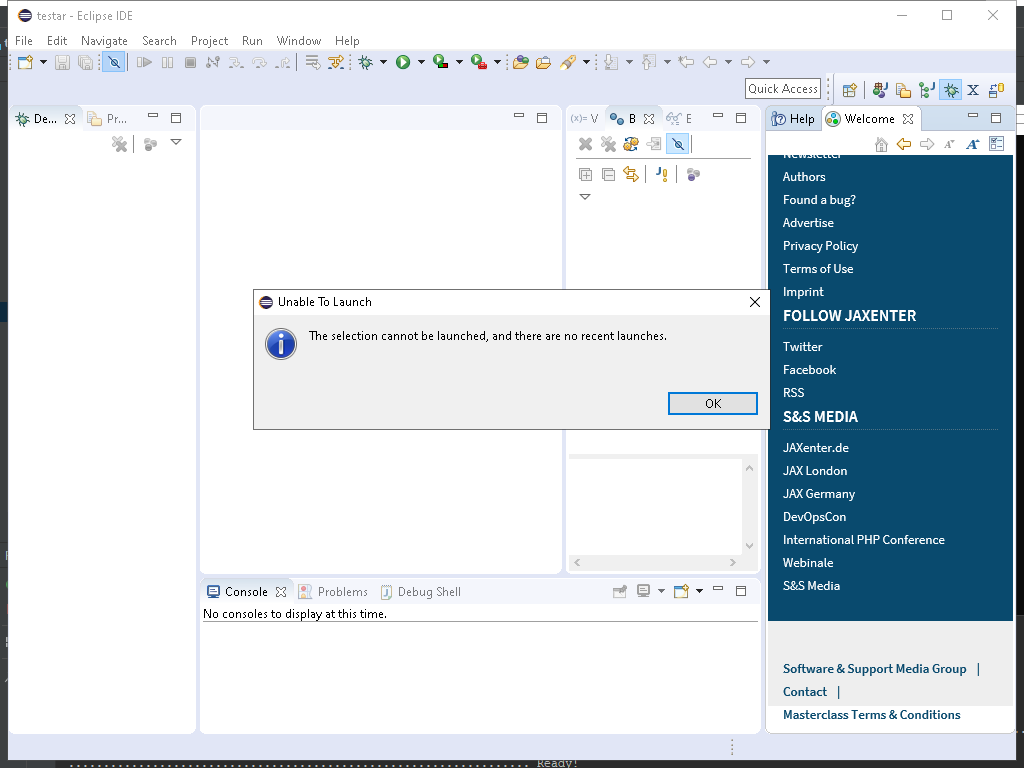 testar - Eclipse IDE
File Edit Navigate Search Project Run Window Help
Quick Access
De...
Pr...
(x)= V
B
E
Help
Welcome
Newsletter
Authors
Found a bug?
Advertise
Privacy Policy
Terms of Use
Imprint
FOLLOW JAXENTER
Twitter
Facebook
RSS
S&S MEDIA
JAXenter.de
JAX London
JAX Germany
DevOpsCon
International PHP Conference
Webinale
S&S Media
Software & Support Media Group |
Contact |
Masterclass Terms & Conditions
Unable To Launch
The selection cannot be launched, and there are no recent launches.
OK
Console
Problems
Debug Shell
No consoles to display at this time.
Ready!